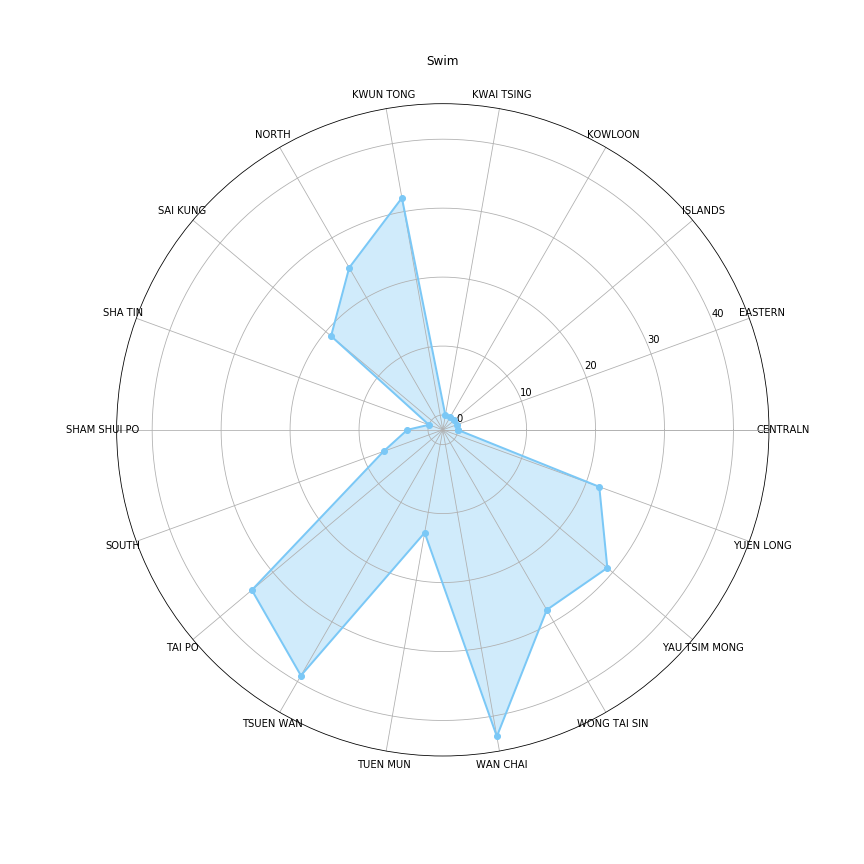 Swim
KWUN TONG
KWAI TSING
NORTH
KOWLOON
SAI KUNG
ISLANDS
SHA TIN
EASTERN
40
30
20
10
0
SHAM SHUI PO
CENTRALN
SOUTH
YUEN LONG
TAI PO
YAU TSIM MONG
TSUEN WAN
WONG TAI SIN
TUEN MUN
WAN CHAI